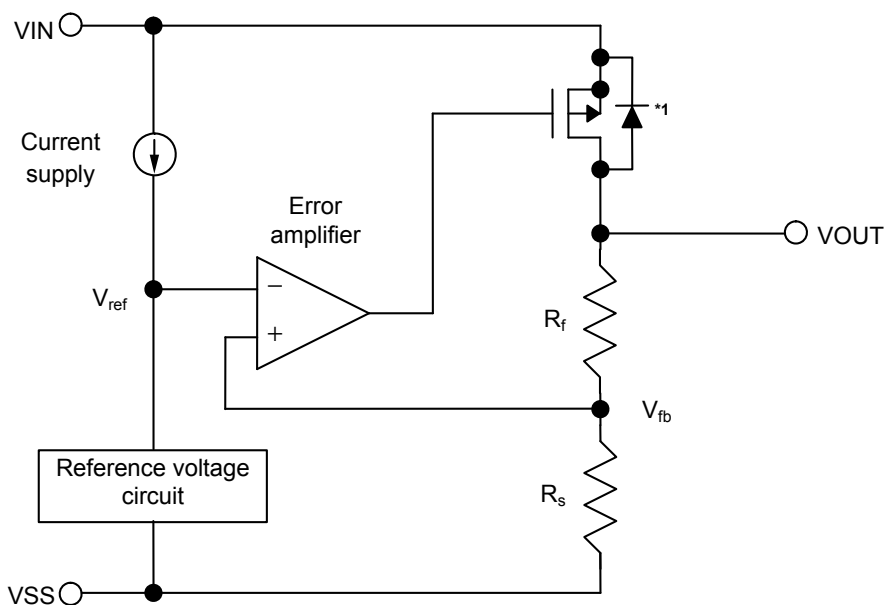 VIN
*1
Current
supply
Error
amplifier
VOUT
Vref
−
+
Rf
Vfb
Reference voltage
circuit
Rs
VSS